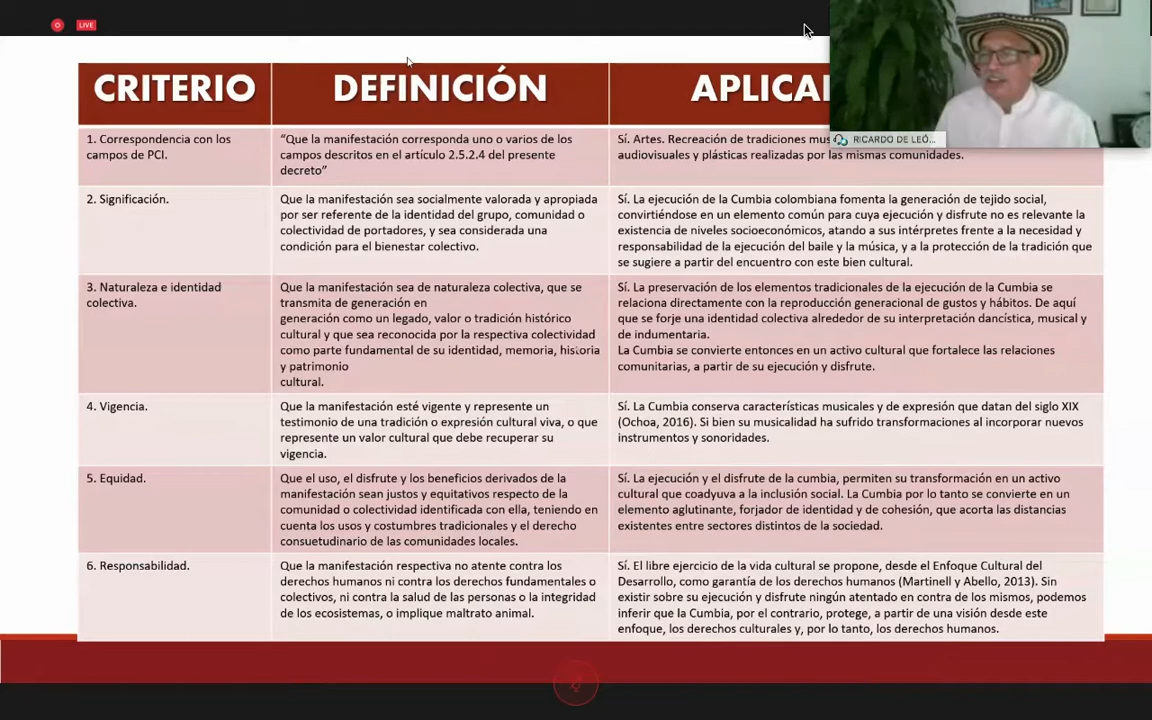 LIVE
CRITERIO
DEFINICIÓN
RICARDO DE LEÓ...
1. Correspondencia con los
campos de PCI.
“Que la manifestación corresponda uno o varios de los
campos descritos en el artículo 2.5.2.4 del presente
decreto”
Sí. Artes. Recreación de tradiciones
audiovisuales y plásticas realizadas por las mismas comunidades.
2. Significación.
Que la manifestación sea socialmente valorada y apropiada
por ser referente de la identidad del grupo, comunidad o
colectividad de portadores, y sea considerada una
condición para el bienestar colectivo.
Sí. La ejecución de la Cumbia colombiana fomenta la generación de tejido social,
convirtiéndose en un elemento común para cuya ejecución y disfrute no es relevante la
existencia de niveles socioeconómicos, atando a sus intérpretes frente a la necesidad y
responsabilidad de la ejecución del baile y la música, y a la protección de la tradición que
se sugiere a partir del encuentro con este bien cultural.
3. Naturaleza e identidad
colectiva.
Que la manifestación sea de naturaleza colectiva, que se
transmita de generación en
generación como un legado, valor o tradición histórico
cultural y que sea reconocida por la respectiva colectividad
como parte fundamental de su identidad, memoria, historia
y patrimonio
cultural.
Sí. La preservación de los elementos tradicionales de la ejecución de la Cumbia se
relaciona directamente con la reproducción generacional de gustos y hábitos. De aquí
que se forje una identidad colectiva alrededor de su interpretación dancística, musical y
de indumentaria.
La Cumbia se convierte entonces en un activo cultural que fortalece las relaciones
comunitarias, a partir de su ejecución y disfrute.
4. Vigencia.
Que la manifestación esté vigente y represente un
testimonio de una tradición o expresión cultural viva, o que
represente un valor cultural que debe recuperar su
vigencia.
Sí. La Cumbia conserva características musicales y de expresión que datan del siglo XIX
(Ochoa, 2016). Si bien su musicalidad ha sufrido transformaciones al incorporar nuevos
instrumentos y sonoridades.
5. Equidad.
Que el uso, el disfrute y los beneficios derivados de la
manifestación sean justos y equitativos respecto de la
comunidad o colectividad identificada con ella, teniendo en
cuenta los usos y costumbres tradicionales y el derecho
consuetudinario de las comunidades locales.
Sí. La ejecución y el disfrute de la cumbia, permiten su transformación en un activo
cultural que coadyuva a la inclusión social. La Cumbia por lo tanto se convierte en un
elemento aglutinante, forjador de identidad y de cohesión, que acorta las distancias
existentes entre sectores distintos de la sociedad.
6. Responsabilidad.
Que la manifestación respectiva no atente contra los
derechos humanos ni contra los derechos fundamentales o
colectivos, ni contra la salud de las personas o la integridad
de los ecosistemas, o implique maltrato animal.
Sí. El libre ejercicio de la vida cultural se propone, desde el Enfoque Cultural del
Desarrollo, como garantía de los derechos humanos (Martinell y Abello, 2013). Sin
existir sobre su ejecución y disfrute ningún atentado en contra de los mismos, podemos
inferir que la Cumbia, por el contrario, protege, a partir de una visión desde este
enfoque, los derechos culturales y, por lo tanto, los derechos humanos.